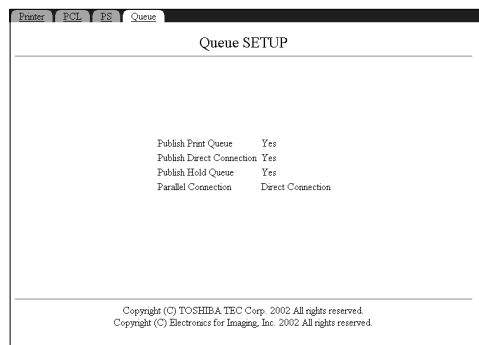 Printer PCL PS Queue
Queue SETUP
Publish Print Queue Yes
Publish Direct Connection Yes
Publish Hold Queue Yes
Parallel Connection Direct Connection
Copyright (C) TOSHIBA TEC Corp. 2002 All rights reserved.
Copyright (C) Electronics for Imaging, Inc. 2002 All rights reserved.